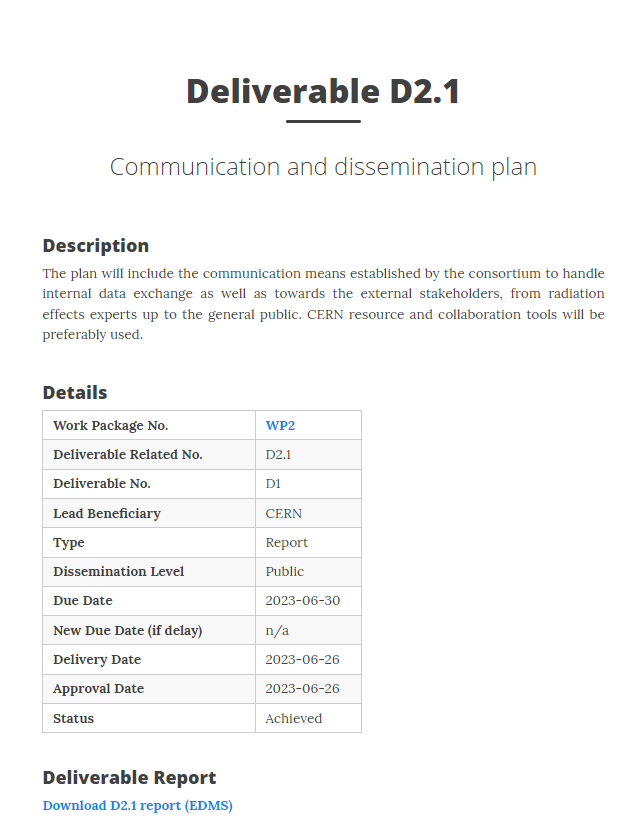 Deliverable D2.1
Communication and dissemination plan
Description
The plan will include the communication means established by the consortium to handle
internal data exchange as well as towards the external stakeholders, from radiation
effects experts up to the general public. CERN resource and collaboration tools will be
preferably used.
Details
Work Package No. WP2
Deliverable Related No. D2.1
Deliverable No. D1
Lead Beneficiary CERN
Type Report
Dissemination Level Public
Due Date 2023-06-30
New Due Date (if delay) n/a
Delivery Date 2023-06-26
Approval Date 2023-06-26
Status Achieved
Deliverable Report
Download D2.1 report (EDMS)